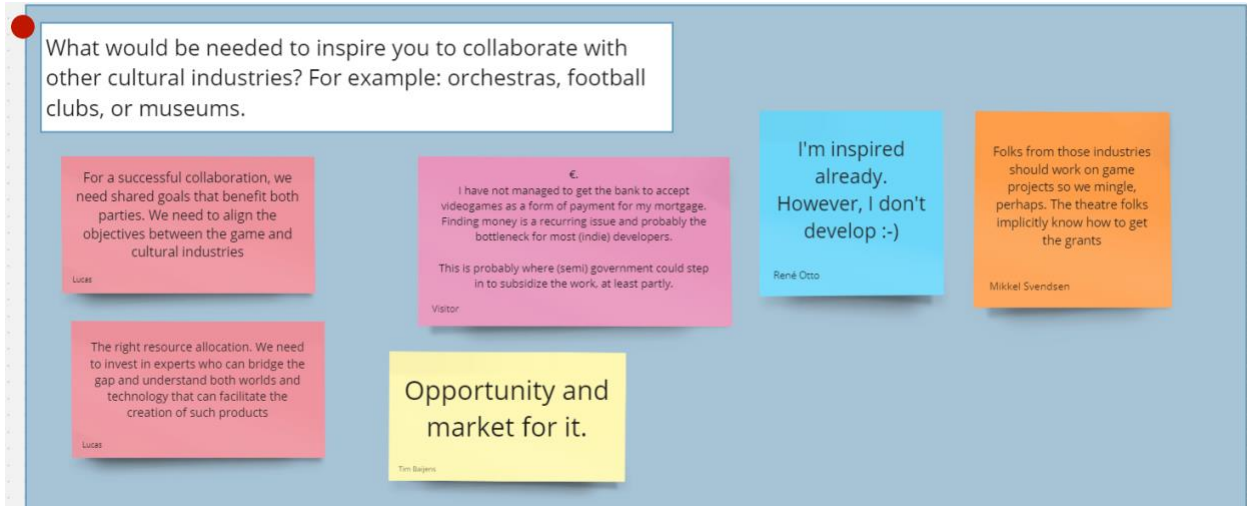 What would be needed to inspire you to collaborate with
other cultural industries? For example: orchestras, football
clubs, or museums.
For a successful collaboration, we
need shared goals that benefit both
parties. We need to align the
objectives between the game and
cultural industries
Lucas
€.
I have not managed to get the bank to accept
videogames as a form of payment for my mortgage.
Finding money is a recurring issue and probably the
bottleneck for most (indie) developers.
This is probably where (semi) government could step
in to subsidize the work, at least partly.
Visitor
I'm inspired
already.
However, I don't
develop :-)
René Otto
Folks from those industries
should work on game
projects so we mingle,
perhaps. The theatre folks
implicitly know how to get
the grants
Mikkel Svendsen
The right resource allocation. We need
to invest in experts who can bridge the
gap and understand both worlds and
technology that can facilitate the
creation of such products
Lucas
Opportunity and
market for it.
Tim Baijens